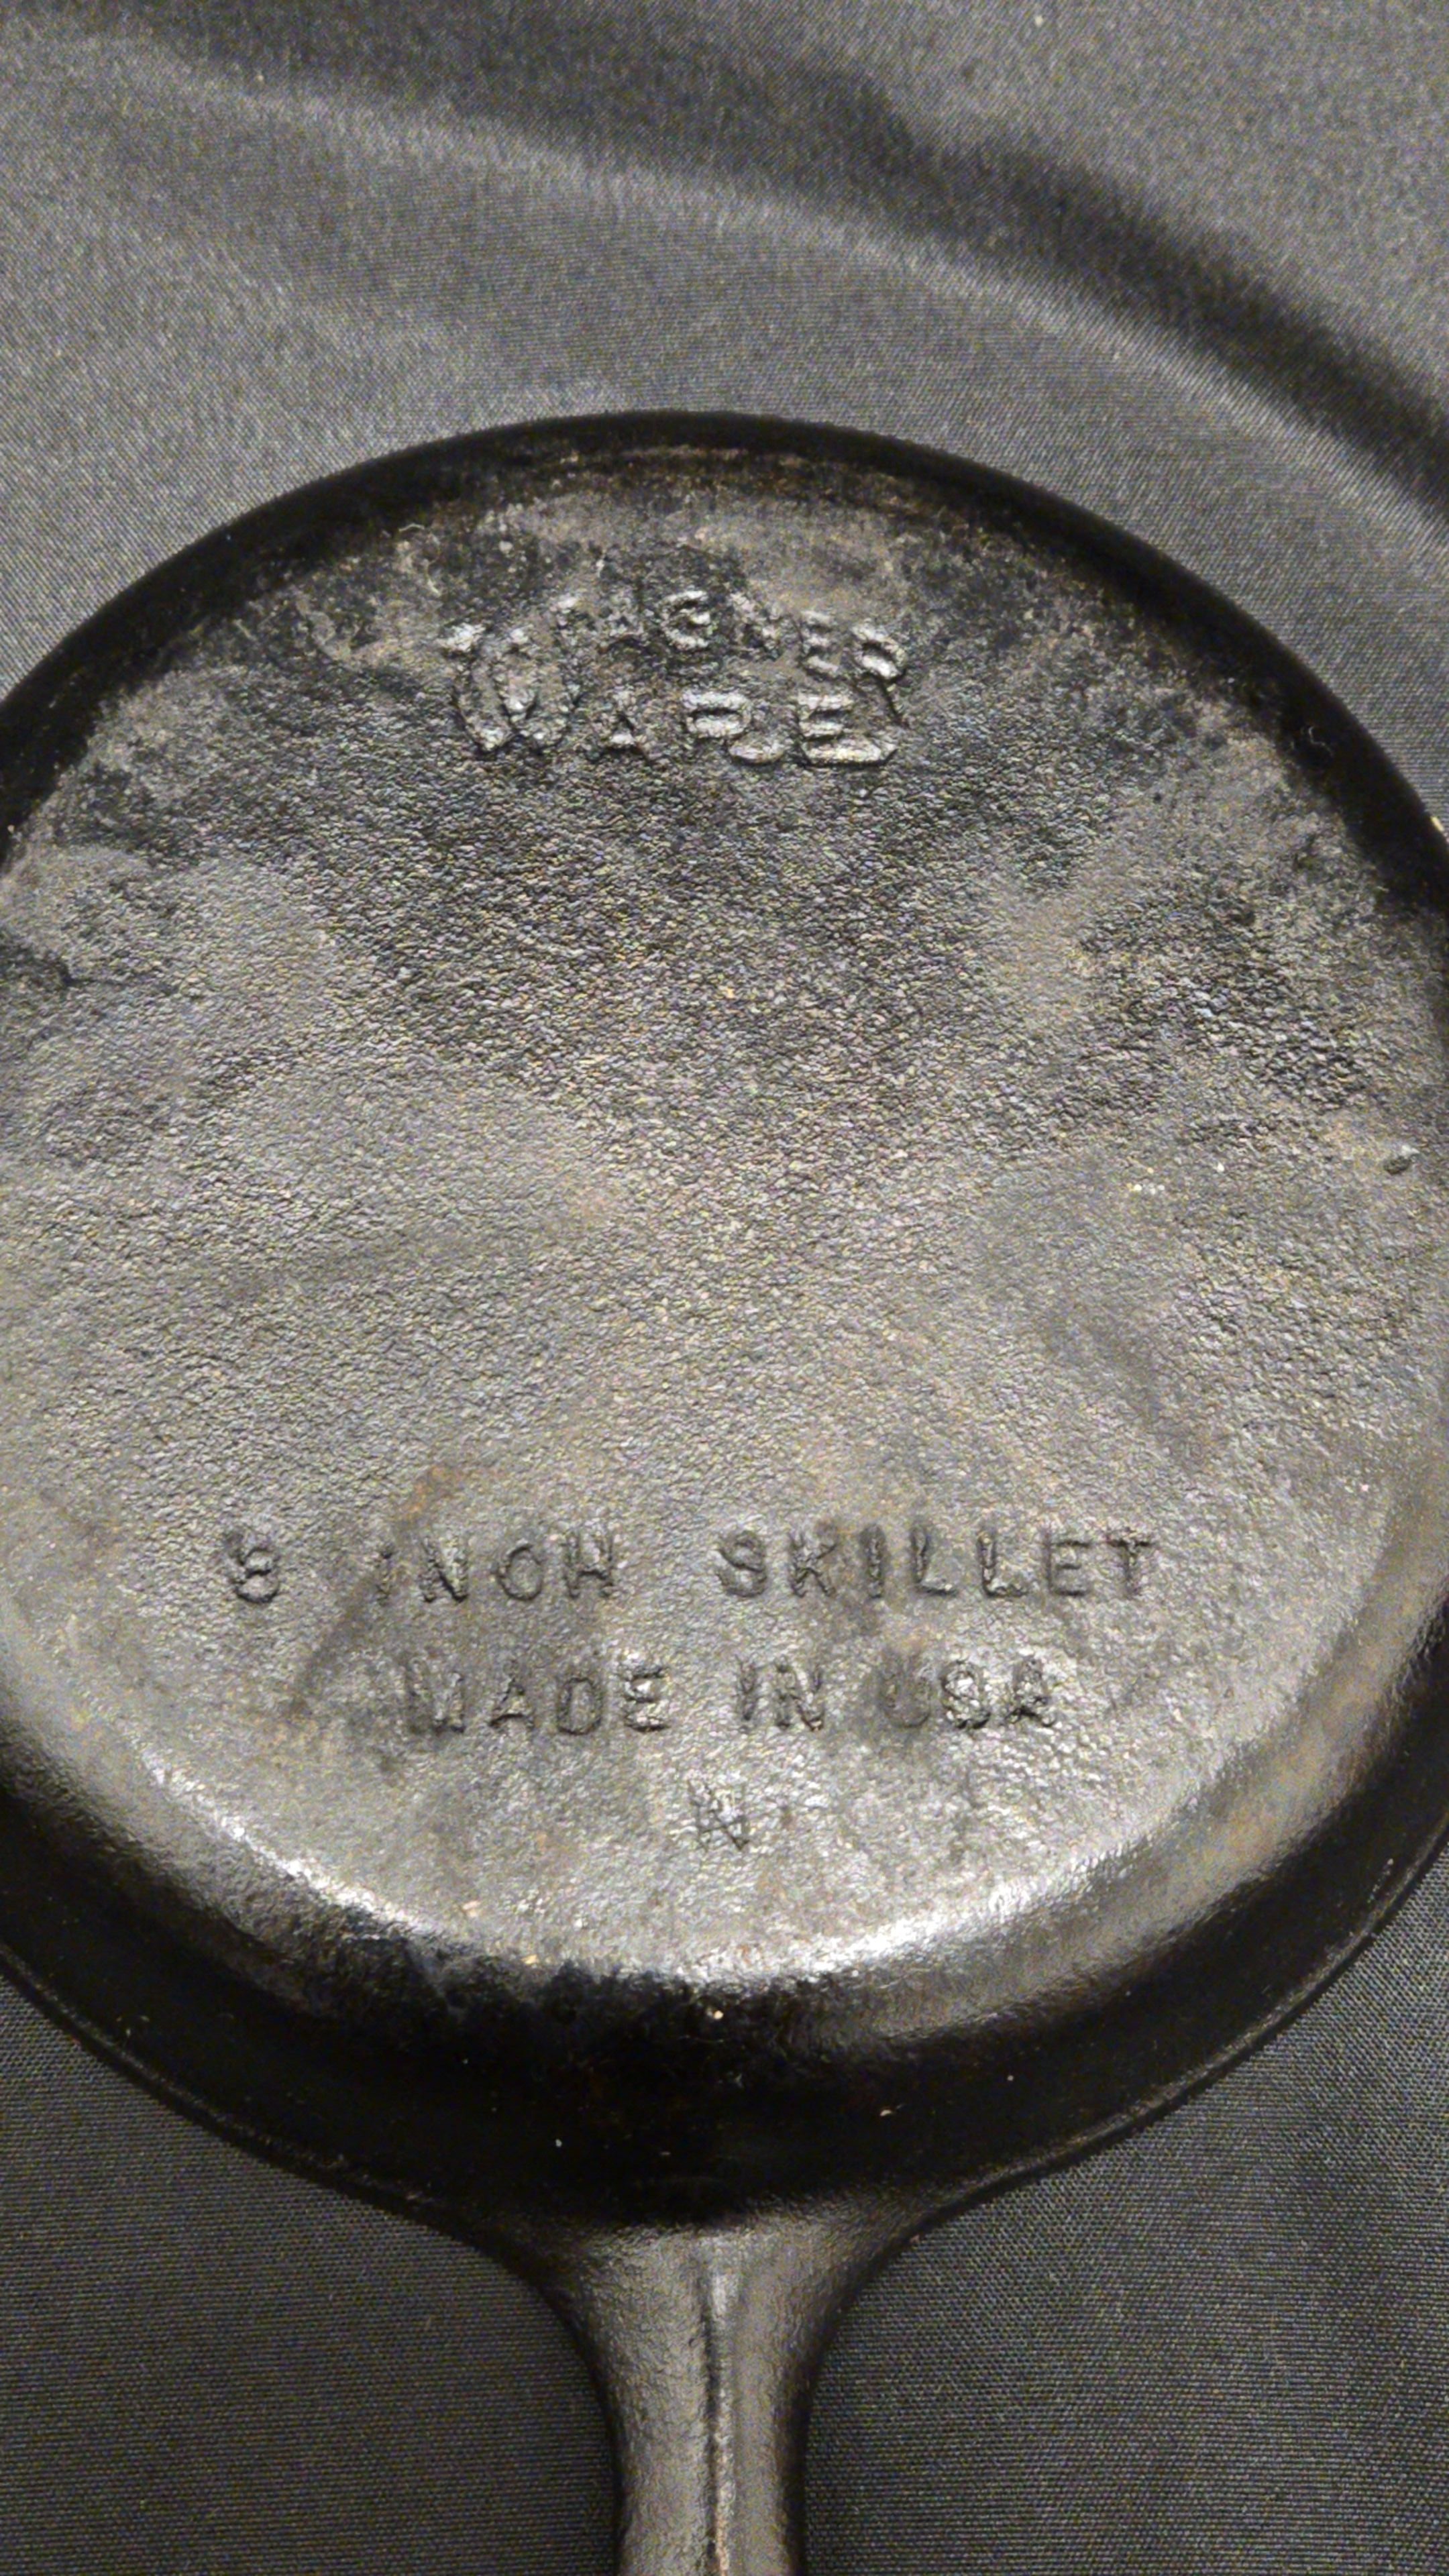 WAGNER
WARE
8 INCH SKILLET
MADE IN USA
N